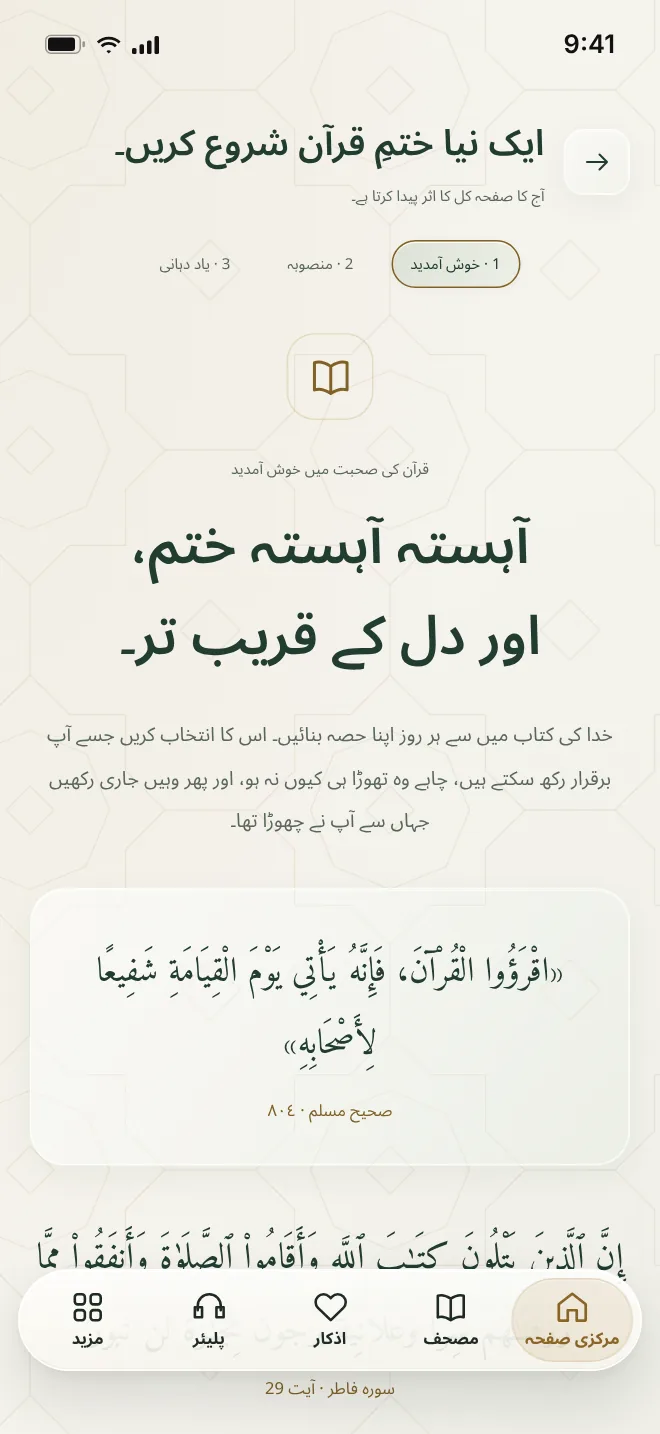 9:41
ایک نیا ختمِ قرآن شروع کریں۔
آج کا صفحہ کل کا اثر پیدا کرتا ہے۔
1 · خوش آمدید
2 · منصوبہ
3 · یاد دہانی
قرآن کی صحبت میں خوش آمدید
آہستہ آہستہ ختم،
اور دل کے قریب تر۔
خدا کی کتاب میں سے ہر روز اپنا حصہ بنائیں۔ اس کا انتخاب کریں جسے آپ
برقرار رکھ سکتے ہیں، چاہے وہ تھوڑا ہی کیوں نہ ہو، اور پھر وہیں جاری رکھیں
جہاں سے آپ نے چھوڑا تھا۔
«اقْرَؤُوا الْقُرْآنَ، فَإِنَّهُ يَأْتِي يَوْمَ الْقِيَامَةِ شَفِيعًا
لِأَصْحَابِهِ»
صحیح مسلم · ٨٠٤
إِنَّ ٱلَّذِينَ يَتْلُونَ كِتَـٰبَ ٱللَّهِ وَأَقَامُوا۟ ٱلصَّلَوٰةَ وَأَنفَقُوا۟ مِمَّا
مرکزی صفحہ
مصحف
اذکار
پلیئر
مزید
سورہ فاطر · آیت 29